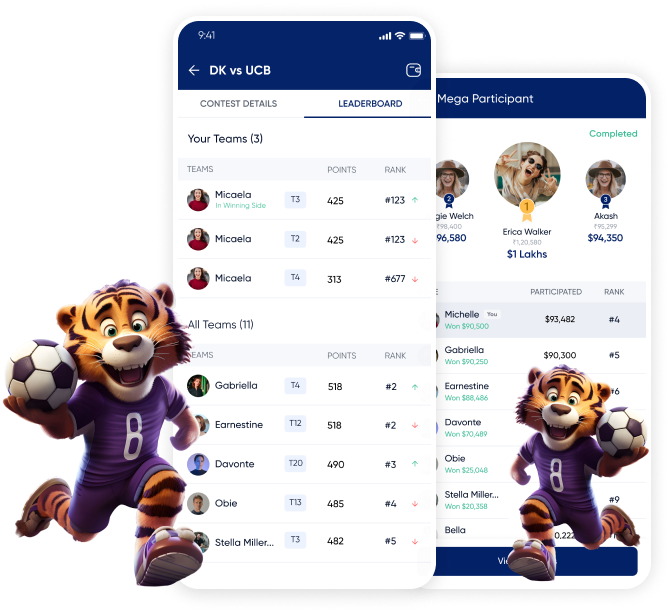 9:41
DK vs UCB
CONTEST DETAILS
LEADERBOARD
Your Teams (3)
TEAMS
POINTS
RANK
Micaela
In Winning Side
T3
425
#123
Micaela
T2
425
#123
Micaela
T4
313
#677
All Teams (11)
EAMS
POINTS
RANK
Gabriella
T4
518
#2
Earnestine
T12
518
#2
Davonte
T20
490
#3
Obie
T13
485
#4
Stella Miller...
T3
482
#5
8
Mega Participant
Completed
2
gie Welch
₹98,400
96,580
1
Erica Walker
₹1,20,580
$1 Lakhs
3
Akash
₹95,299
$94,350
E
PARTICIPATED
RANK
Michelle
You
Won $90,500
$93,482
#4
Gabriella
Won $90,250
$90,300
#5
Earnestine
Won $88,486
#6
Davonte
Won $70,489
Obie
Won $25,048
Stella Miller...
Won $20,358
#9
Bella
0,222
8